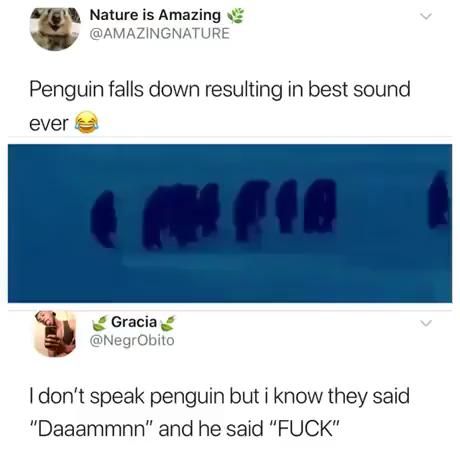 Nature is Amazing 🌿
@AMAZINGNATURE
Penguin falls down resulting in best sound
ever 😂
🌿 Gracia 🌿
@NegrObito
I don't speak penguin but i know they said
"Daaammnn" and he said "FUCK"